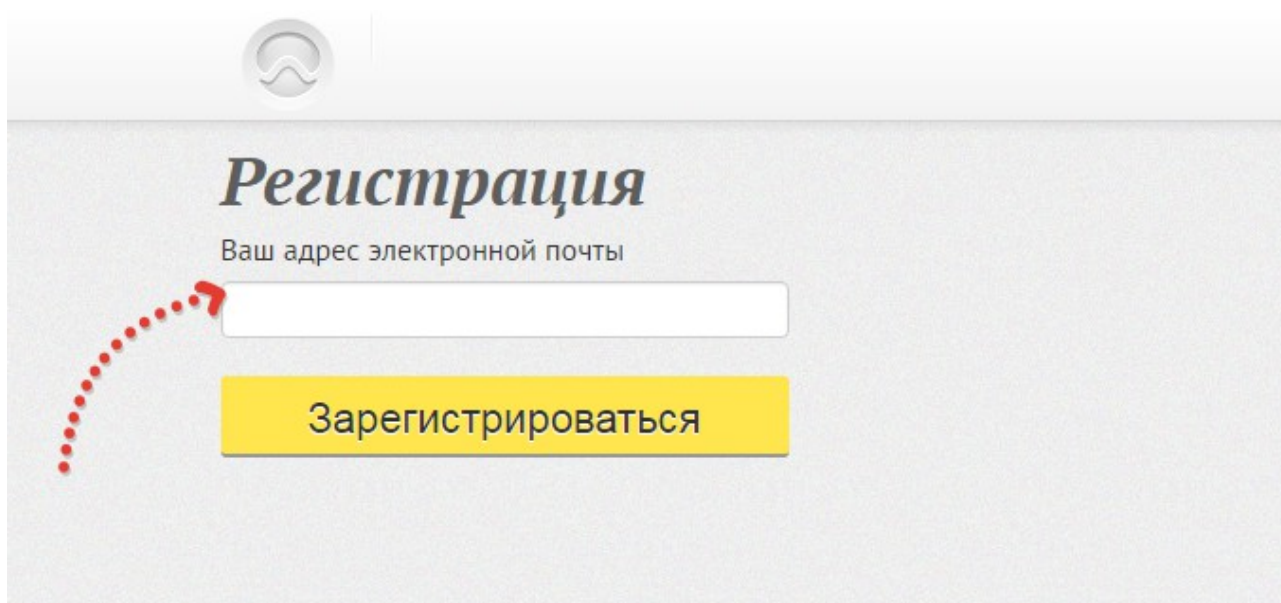 Регистрация
Ваш адрес электронной почты
Зарегистрироваться